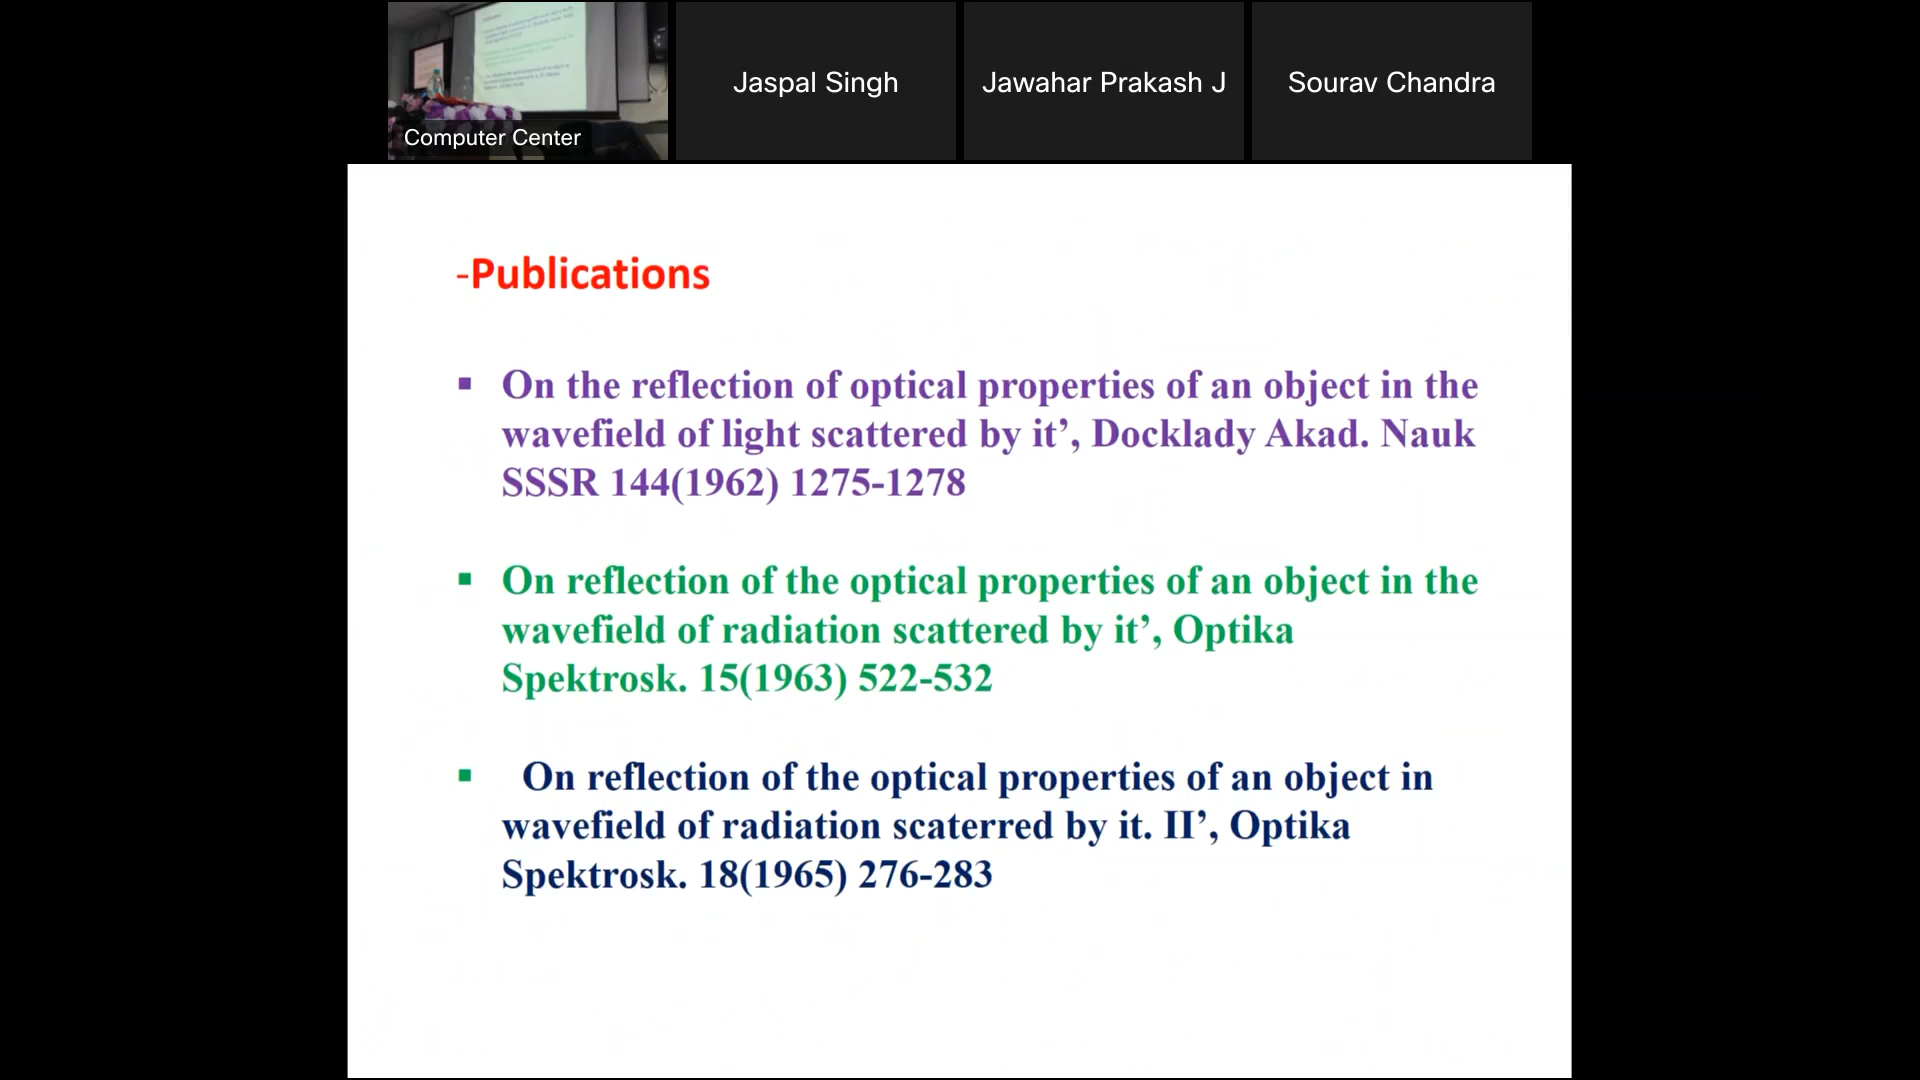 Computer Center
Jaspal Singh
Jawahar Prakash J
Sourav Chandra
-Publications
▪ On the reflection of optical properties of an object in the
wavefield of light scattered by it’, Docklady Akad. Nauk
SSSR 144(1962) 1275-1278
▪ On reflection of the optical properties of an object in the
wavefield of radiation scattered by it’, Optika
Spektrosk. 15(1963) 522-532
▪ On reflection of the optical properties of an object in
wavefield of radiation scaterred by it. II’, Optika
Spektrosk. 18(1965) 276-283